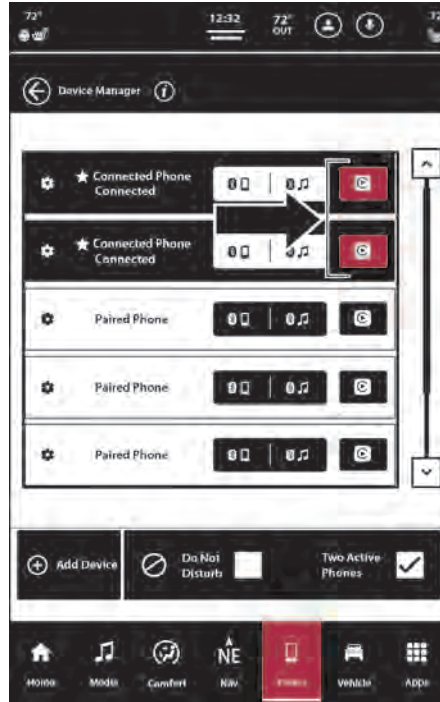 72°
12:32
72°
OUT
Device Manager
Connected Phone
Connected
Connected Phone
Connected
Paired Phone
Paired Phone
Paired Phone
Add Device
Do Not
Disturb
Two Active
Phones
Home
Media
Comfort
NE
Nav
Phone
Vehicle
Apps